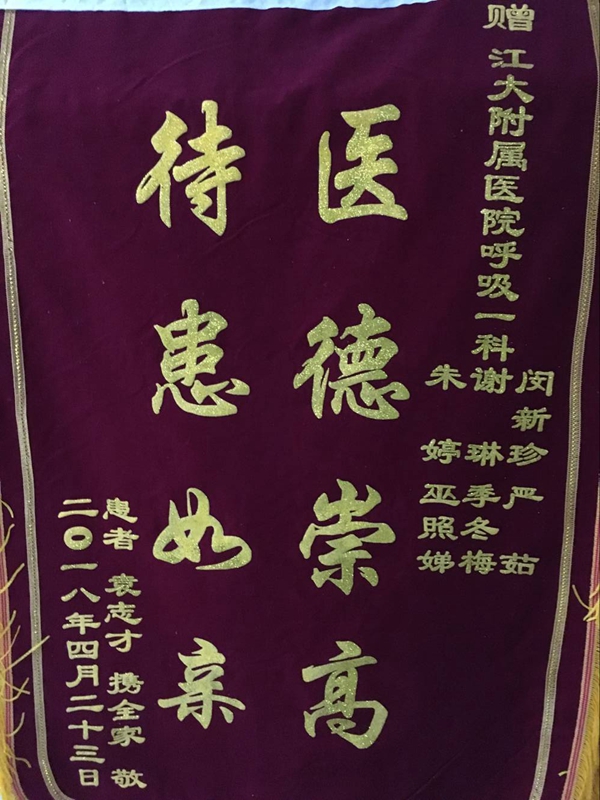 赠 江大附属医院呼吸一科
闵新珍 严茹
谢琳 季冬梅
朱婷 巫照娣
医德崇高
待患如亲
患者 袁志才 携全家 敬
二〇一八年四月二十三日